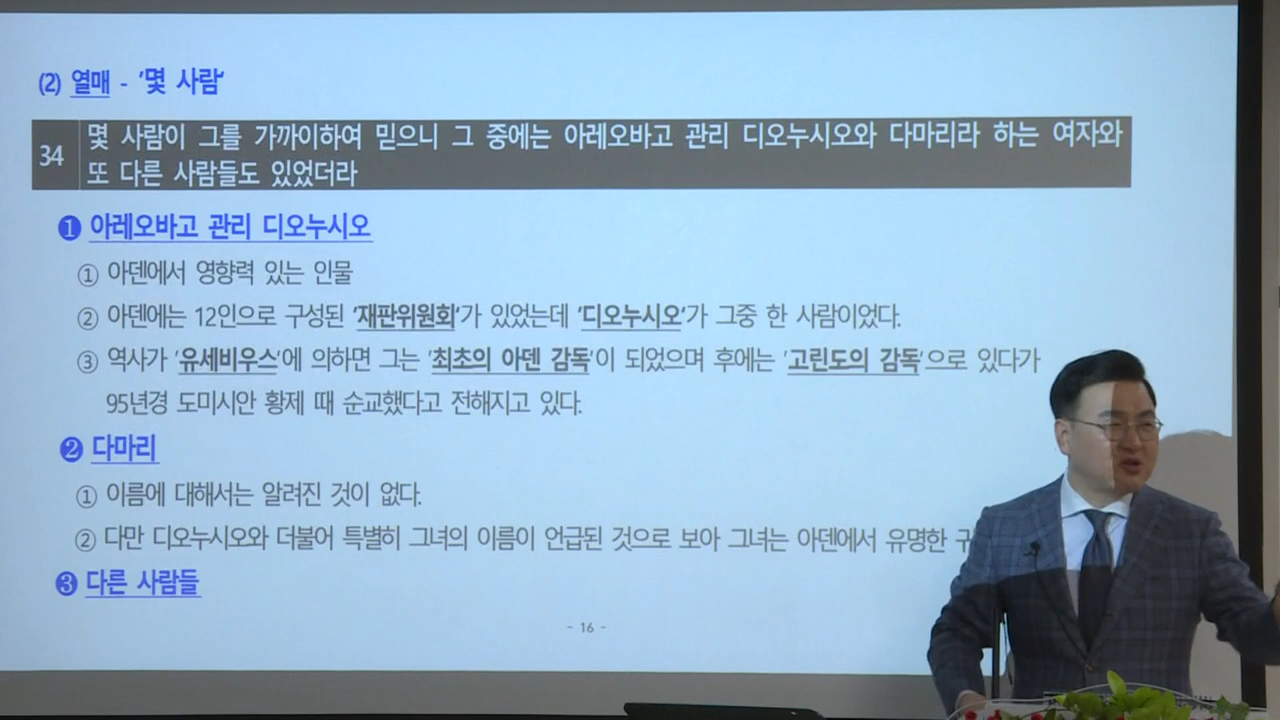 (2) 열매 - '몇 사람'
34 몇 사람이 그를 가까이하여 믿으니 그 중에는 아레오바고 관리 디오누시오와 다마리라 하는 여자와
또 다른 사람들도 있었더라
❶ 아레오바고 관리 디오누시오
① 아덴에서 영향력 있는 인물
② 아덴에는 12인으로 구성된 '재판위원회'가 있었는데 '디오누시오'가 그중 한 사람이었다.
③ 역사가 '유세비우스'에 의하면 그는 '최초의 아덴 감독'이 되었으며 후에는 '고린도의 감독'으로 있다가
95년경 도미시안 황제 때 순교했다고 전해지고 있다.
❷ 다마리
① 이름에 대해서는 알려진 것이 없다.
② 다만 디오누시오와 더불어 특별히 그녀의 이름이 언급된 것으로 보아 그녀는 아덴에서 유명한
❸ 다른 사람들
- 16 -